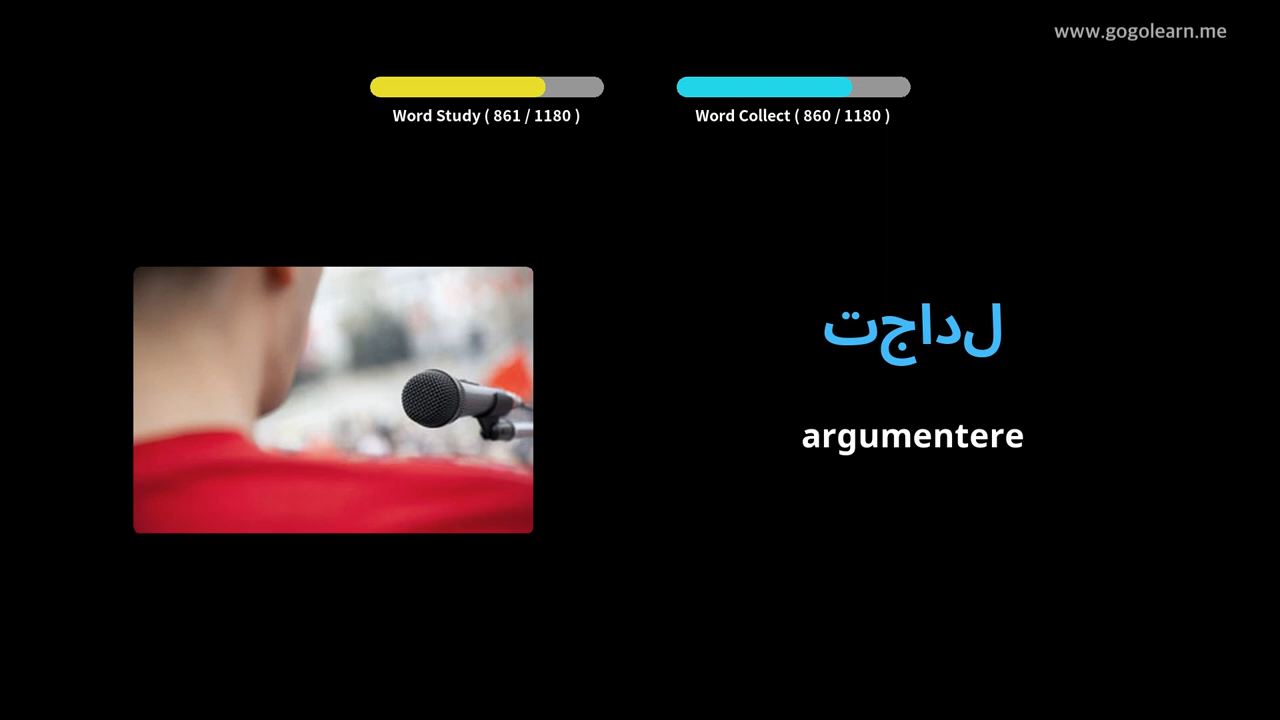 www.gogolearn.me
Word Study ( 861 / 1180 )
Word Collect ( 860 / 1180 )
تجادل
argumentere